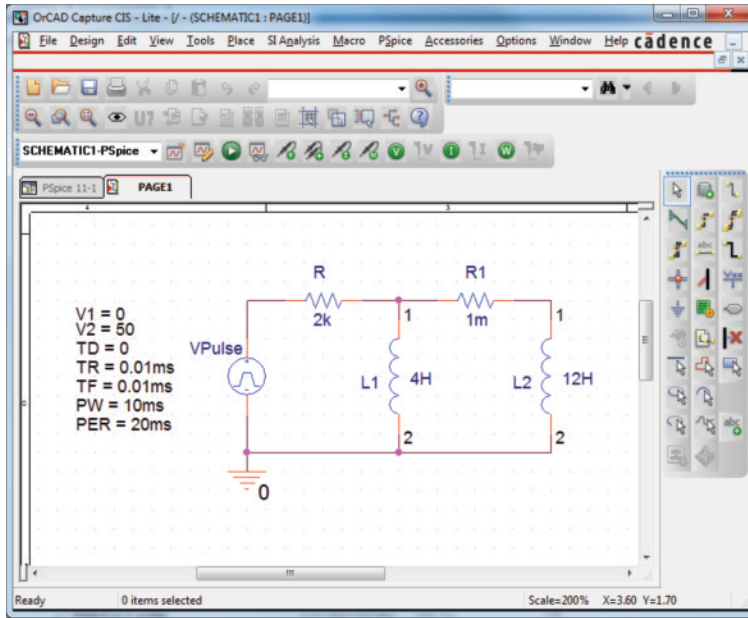 OrCAD Capture CIS - Lite - [/ - (SCHEMATIC1 : PAGE1)]
File Design Edit View Tools Place SI Analysis Macro PSpice Accessories Options Window Help cādence
U?
SCHEMATIC1-PSpice
PSpice 11-1 PAGE1
4 3
R R1
2k 1m
V1 = 0
V2 = 50
TD = 0
TR = 0.01ms
TF = 0.01ms
PW = 10ms
PER = 20ms
VPulse
1 1
L1 4H L2 12H
2 2
0
abc
Ready 0 items selected Scale=200% X=3.60 Y=1.70